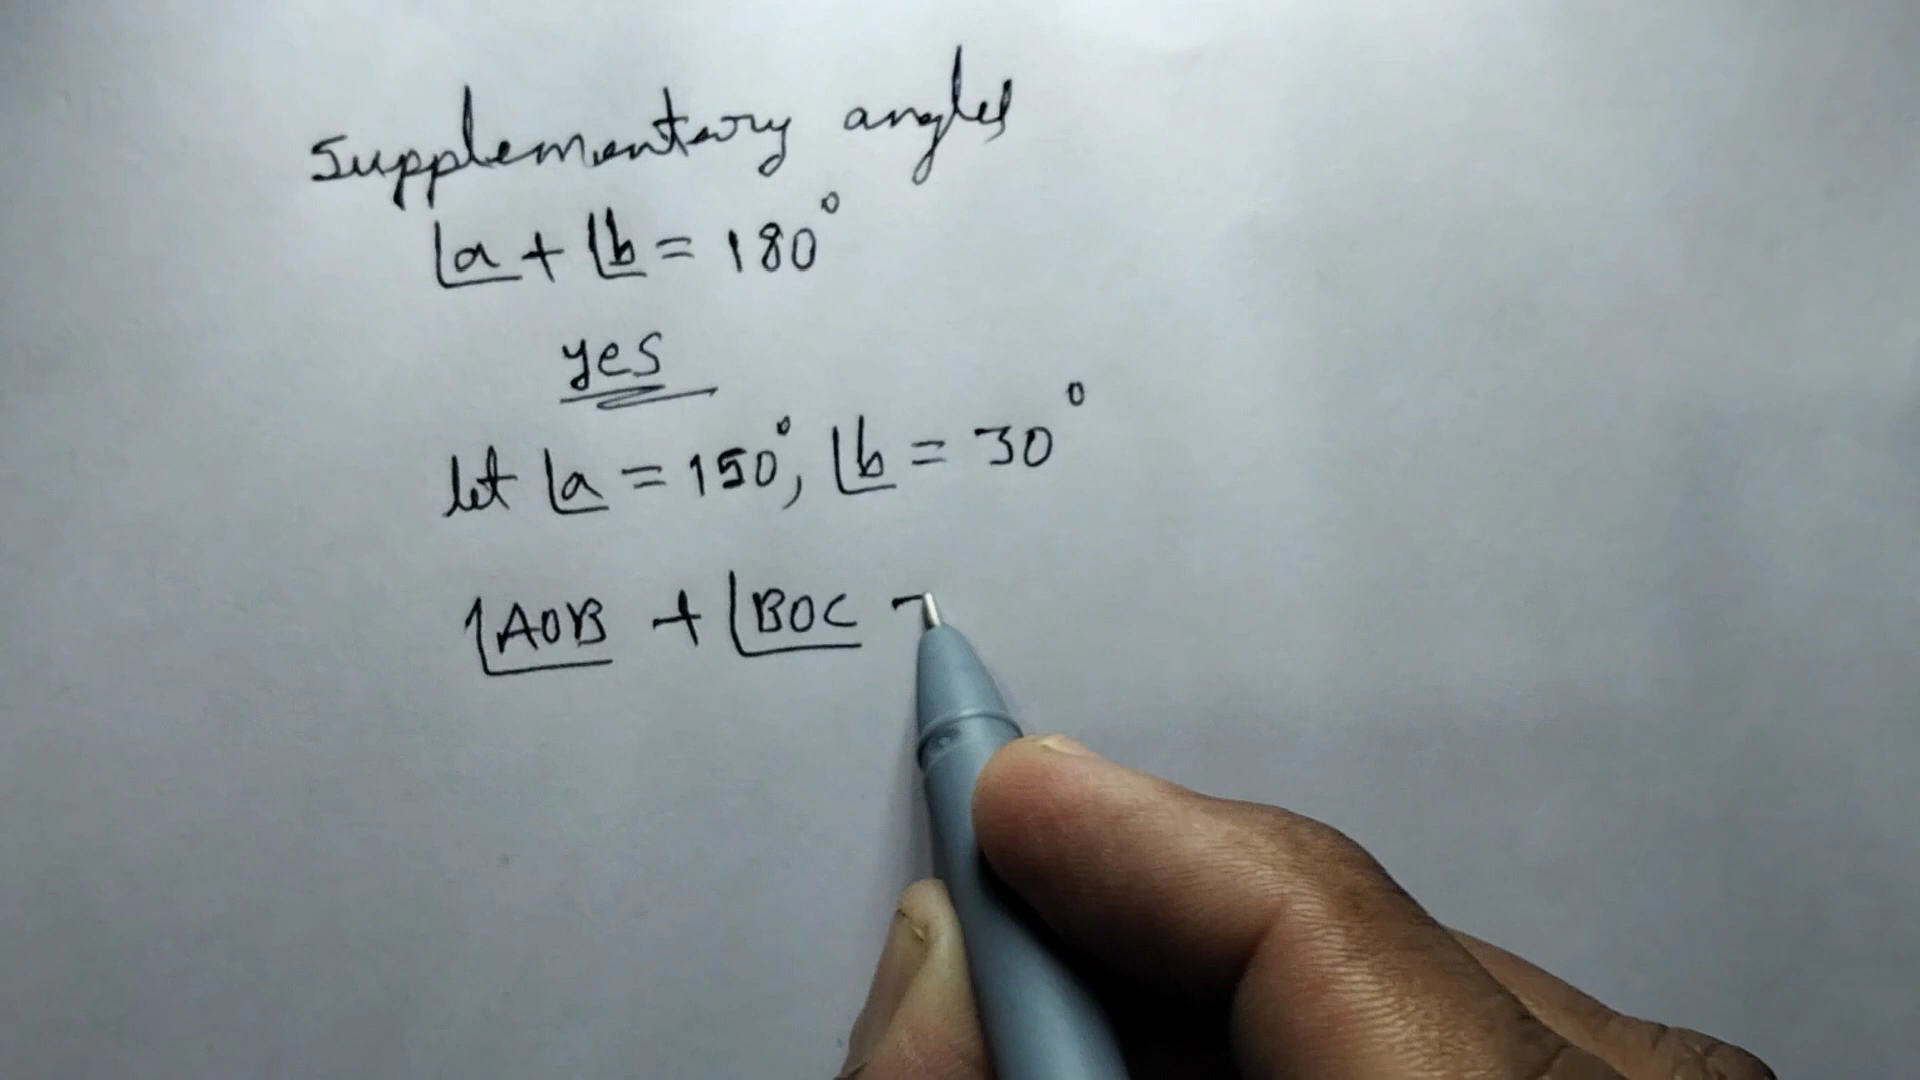 Supplementary angles
∠a + ∠b = 180°
yes
let ∠a = 150°, ∠b = 30°
∠AOB + ∠BOC -